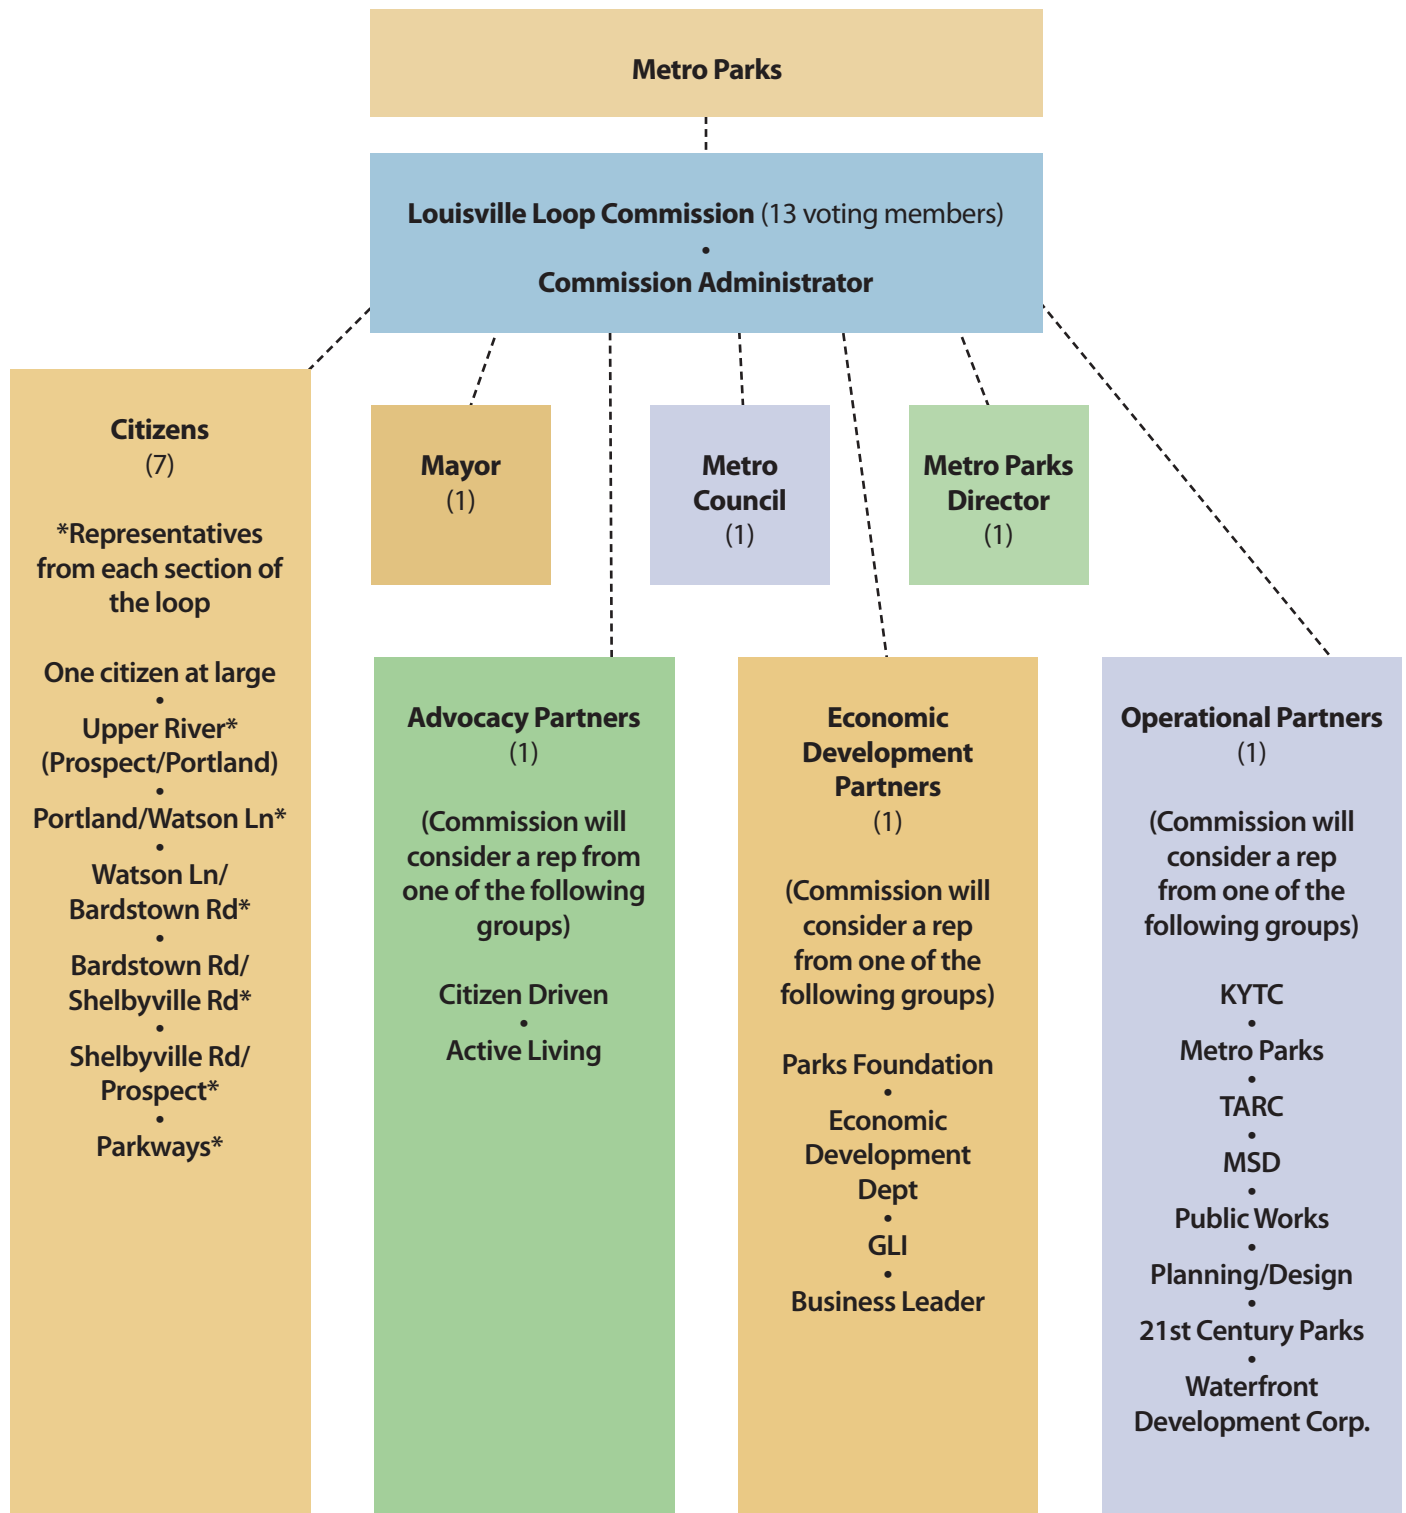 Metro Parks
Louisville Loop Commission (13 voting members)
•
Commission Administrator
Citizens
(7)
*Representatives
from each section of
the loop
One citizen at large
•
Upper River*
(Prospect/Portland)
•
Portland/Watson Ln*
•
Watson Ln/
Bardstown Rd*
•
Bardstown Rd/
Shelbyville Rd*
•
Shelbyville Rd/
Prospect*
•
Parkways*
Mayor
(1)
Metro
Council
(1)
Metro Parks
Director
(1)
Advocacy Partners
(1)
(Commission will
consider a rep from
one of the following
groups)
Citizen Driven
•
Active Living
Economic
Development
Partners
(1)
(Commission will
consider a rep
from one of the
following groups)
Parks Foundation
•
Economic
Development
Dept
•
GLI
•
Business Leader
Operational Partners
(1)
(Commission will
consider a rep
from one of the
following groups)
KYTC
•
Metro Parks
•
TARC
•
MSD
•
Public Works
•
Planning/Design
•
21st Century Parks
•
Waterfront
Development Corp.